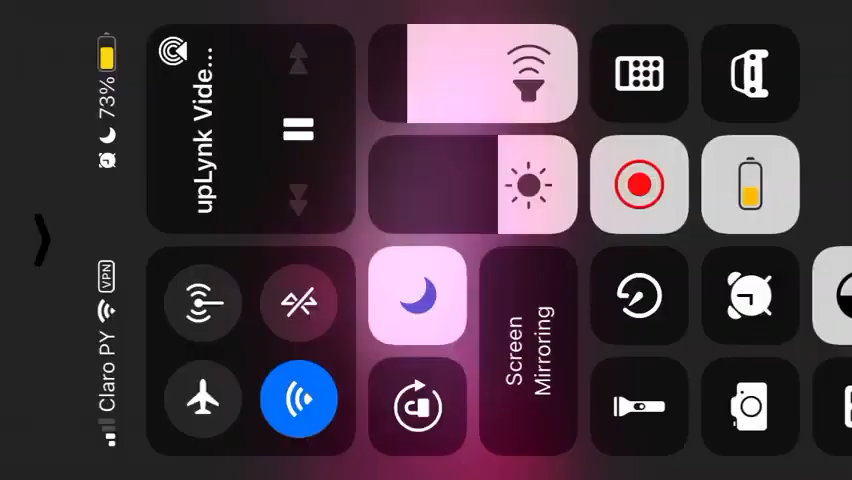 Claro PY VPN
73%
upLynk Vide...
Screen
Mirroring